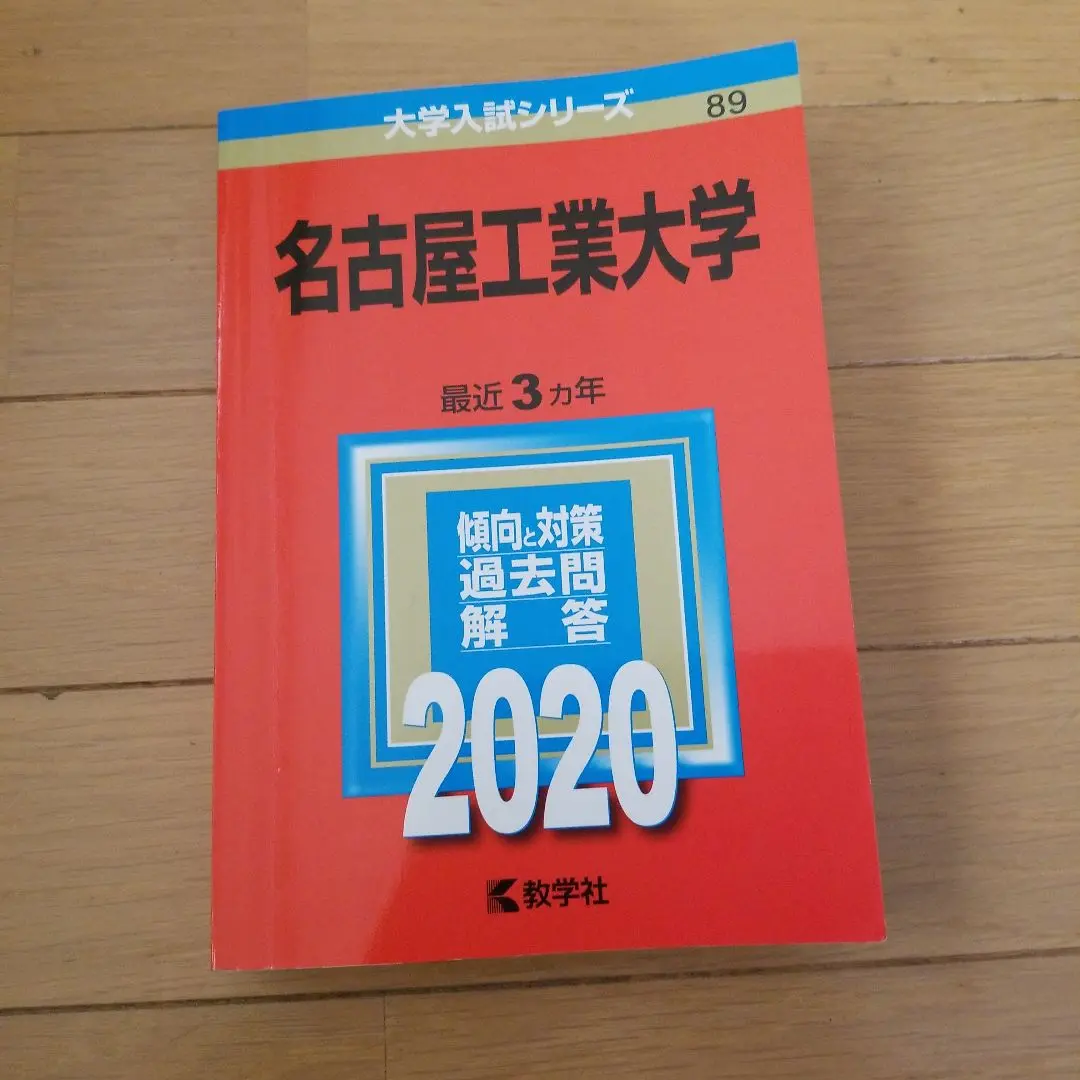 大学入試シリーズ 89
名古屋工業大学
最近3カ年
傾向と対策
過去問
解答
2020
教学社